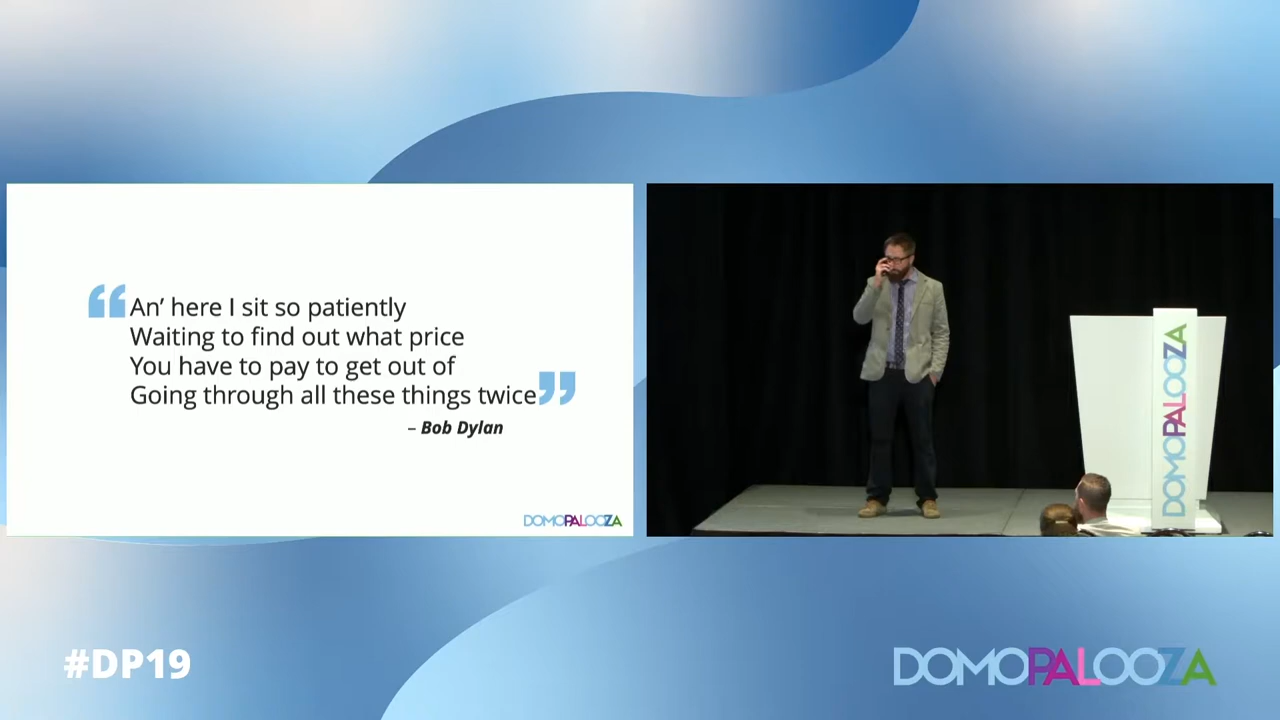 “An’ here I sit so patiently
Waiting to find out what price
You have to pay to get out of
Going through all these things twice”
– Bob Dylan
DOMOPALOOZA
DOMOPALOOZA
#DP19
DOMOPALOOZA